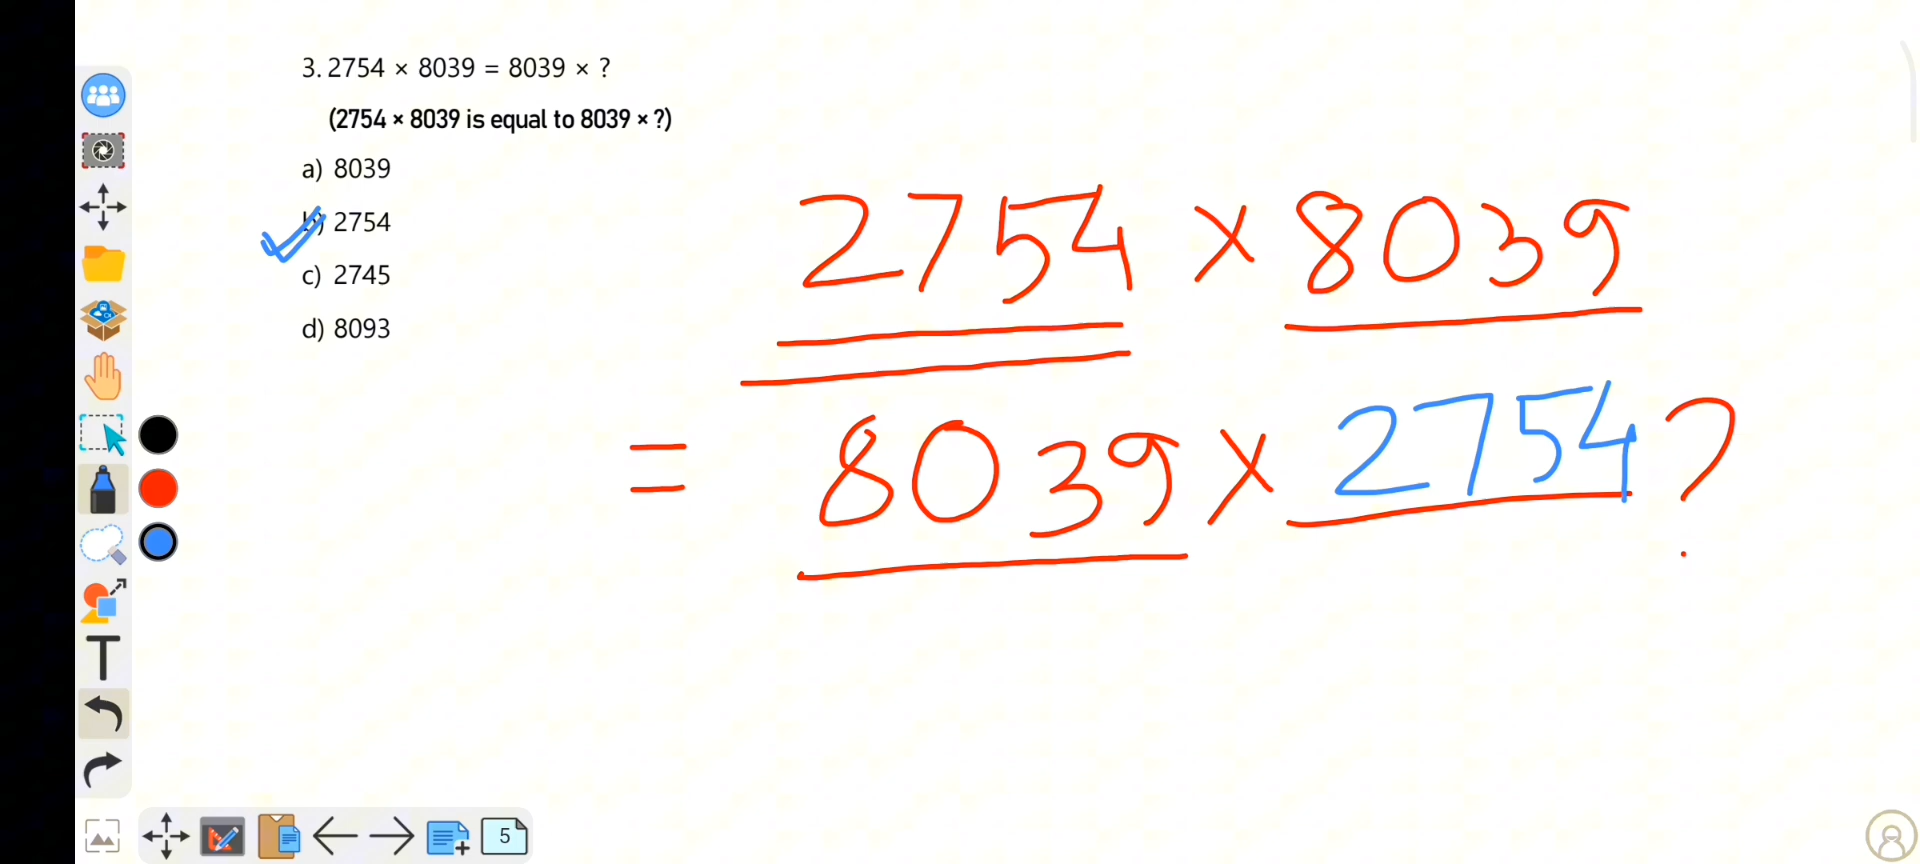 3. 2754 × 8039 = 8039 × ?
(2754 × 8039 is equal to 8039 × ?)
a) 8039
b) 2754
c) 2745
d) 8093
2754 × 8039
= 8039 × 2754 ?
T
5